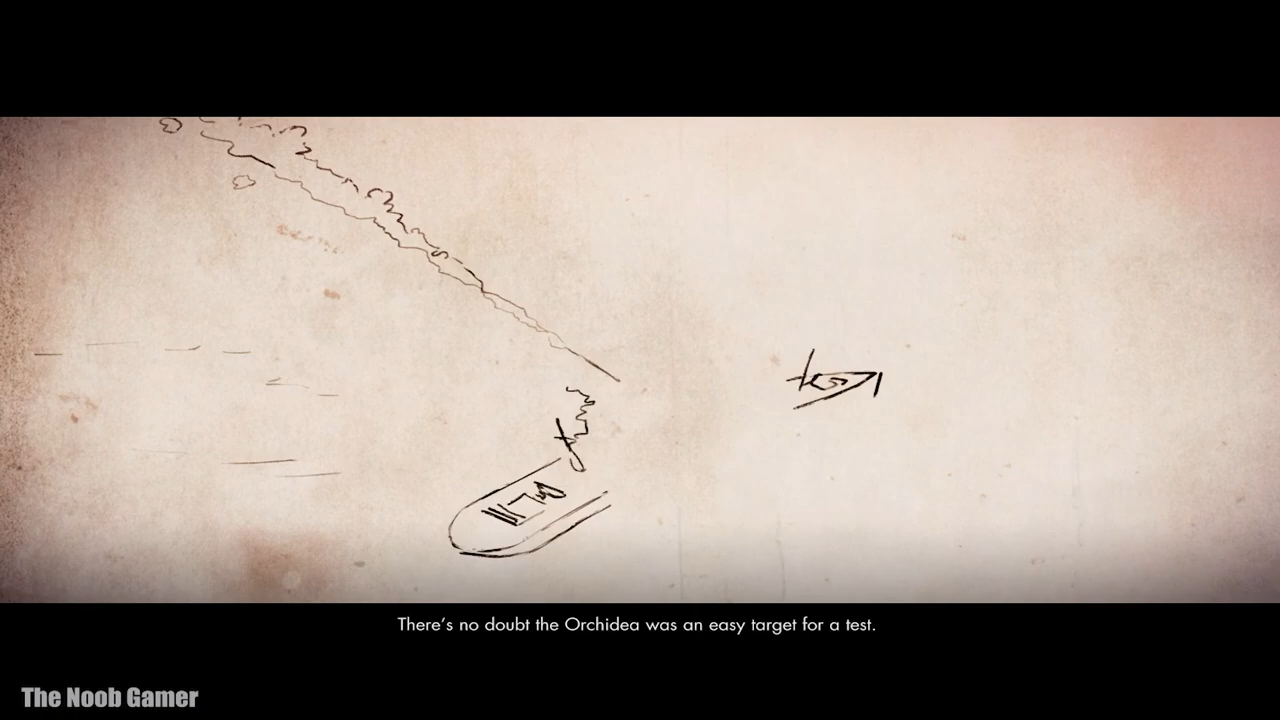 There's no doubt the Orchidea was an easy target for a test.
The Noob Gamer